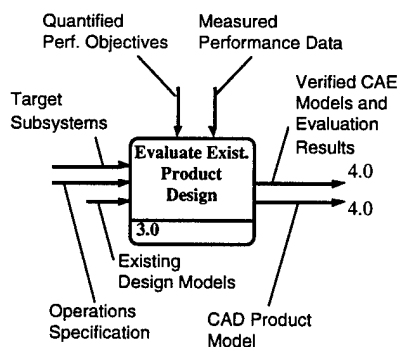 Quantified
Perf. Objectives
Measured
Performance Data
Target
Subsystems
Verified CAE
Models and
Evaluation
Results
Evaluate Exist.
Product
Design
3.0
4.0
4.0
Existing
Design Models
Operations
Specification
CAD Product
Model